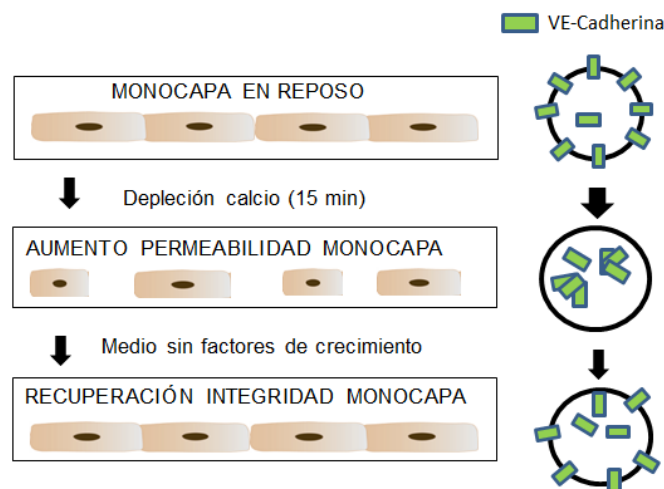 VE-Cadherina
MONOCAPA EN REPOSO
Depleción calcio (15 min)
AUMENTO PERMEABILIDAD MONOCAPA
Medio sin factores de crecimiento
RECUPERACIÓN INTEGRIDAD MONOCAPA